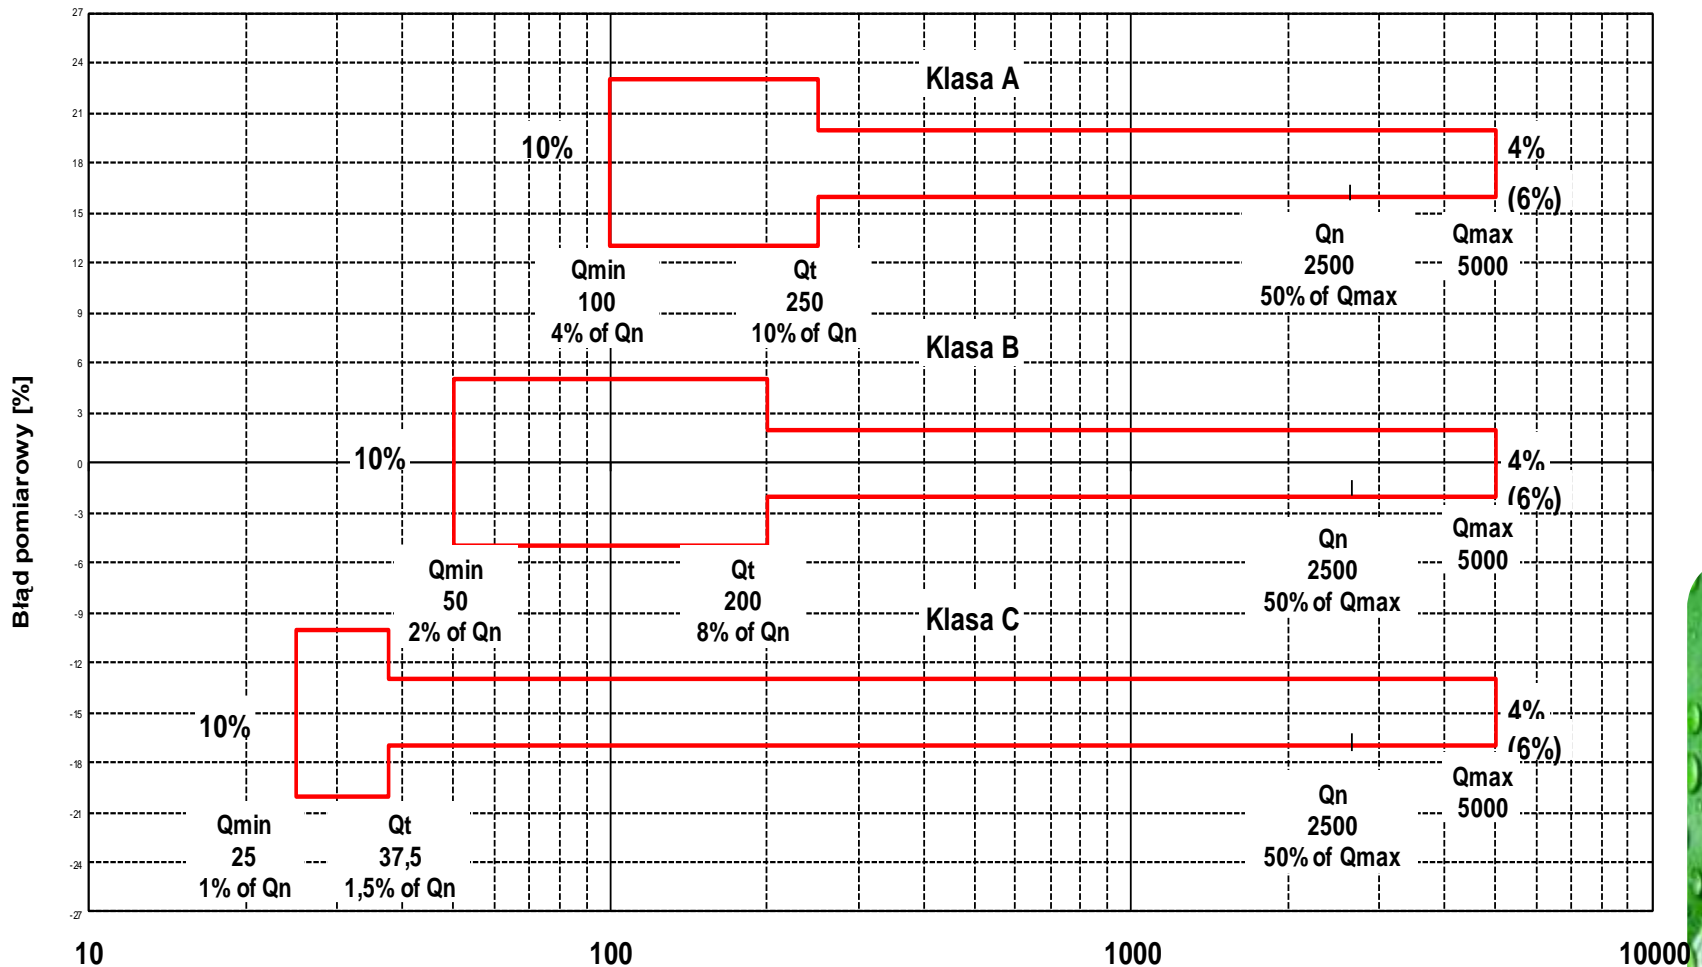 27
24
21
18
15
12
9
6
3
0
-3
-6
-9
-12
-15
-18
-21
-24
-27
Błąd pomiarowy [%]
Klasa A
10%
4%
(6%)
Qmin
100
4% of Qn
Qt
250
10% of Qn
Qn
2500
50% of Qmax
Qmax
5000
Klasa B
10%
4%
(6%)
Qmin
50
2% of Qn
Qt
200
8% of Qn
Qn
2500
50% of Qmax
Qmax
5000
Klasa C
10%
4%
(6%)
Qmin
25
1% of Qn
Qt
37,5
1,5% of Qn
Qn
2500
50% of Qmax
Qmax
5000
10
100
1000
10000